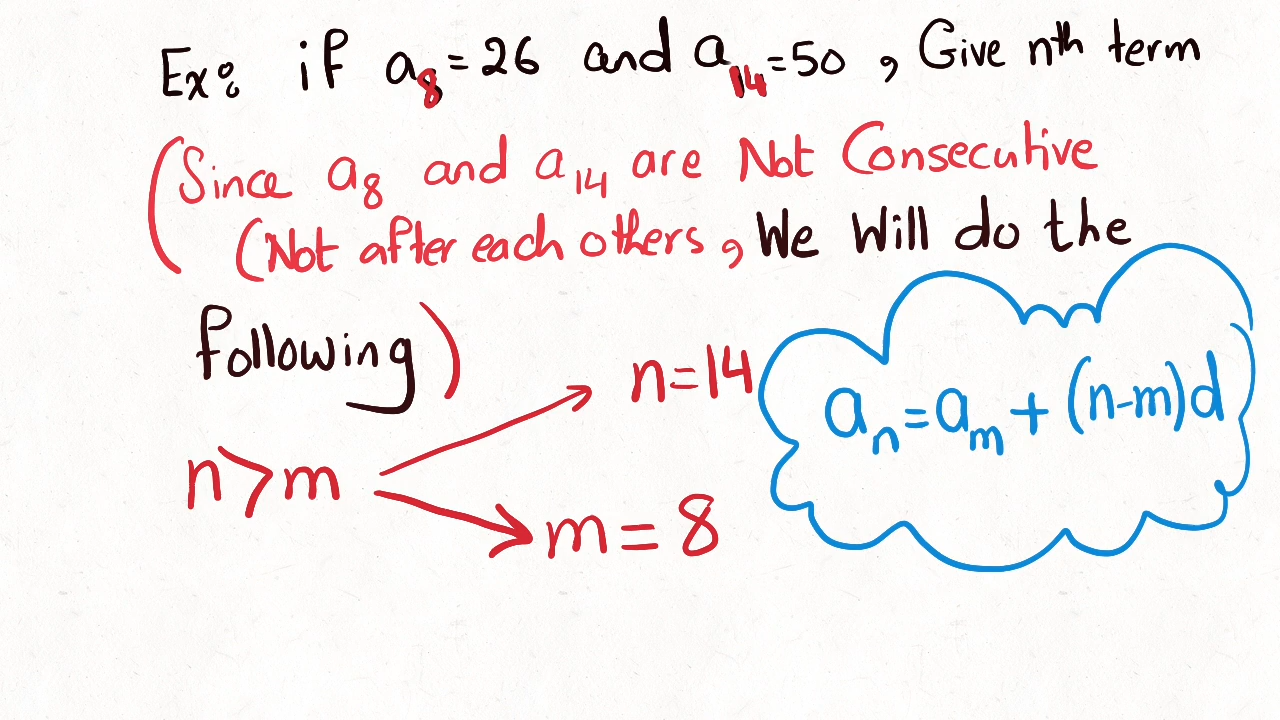 Ex: if a₈ = 26 and a₁₄ = 50 , Give nth term
(Since a₈ and a₁₄ are Not Consecutive
(Not after each others , We Will do the
following)
n = 14
aₙ = aₘ + (n-m)d
n > m
m = 8